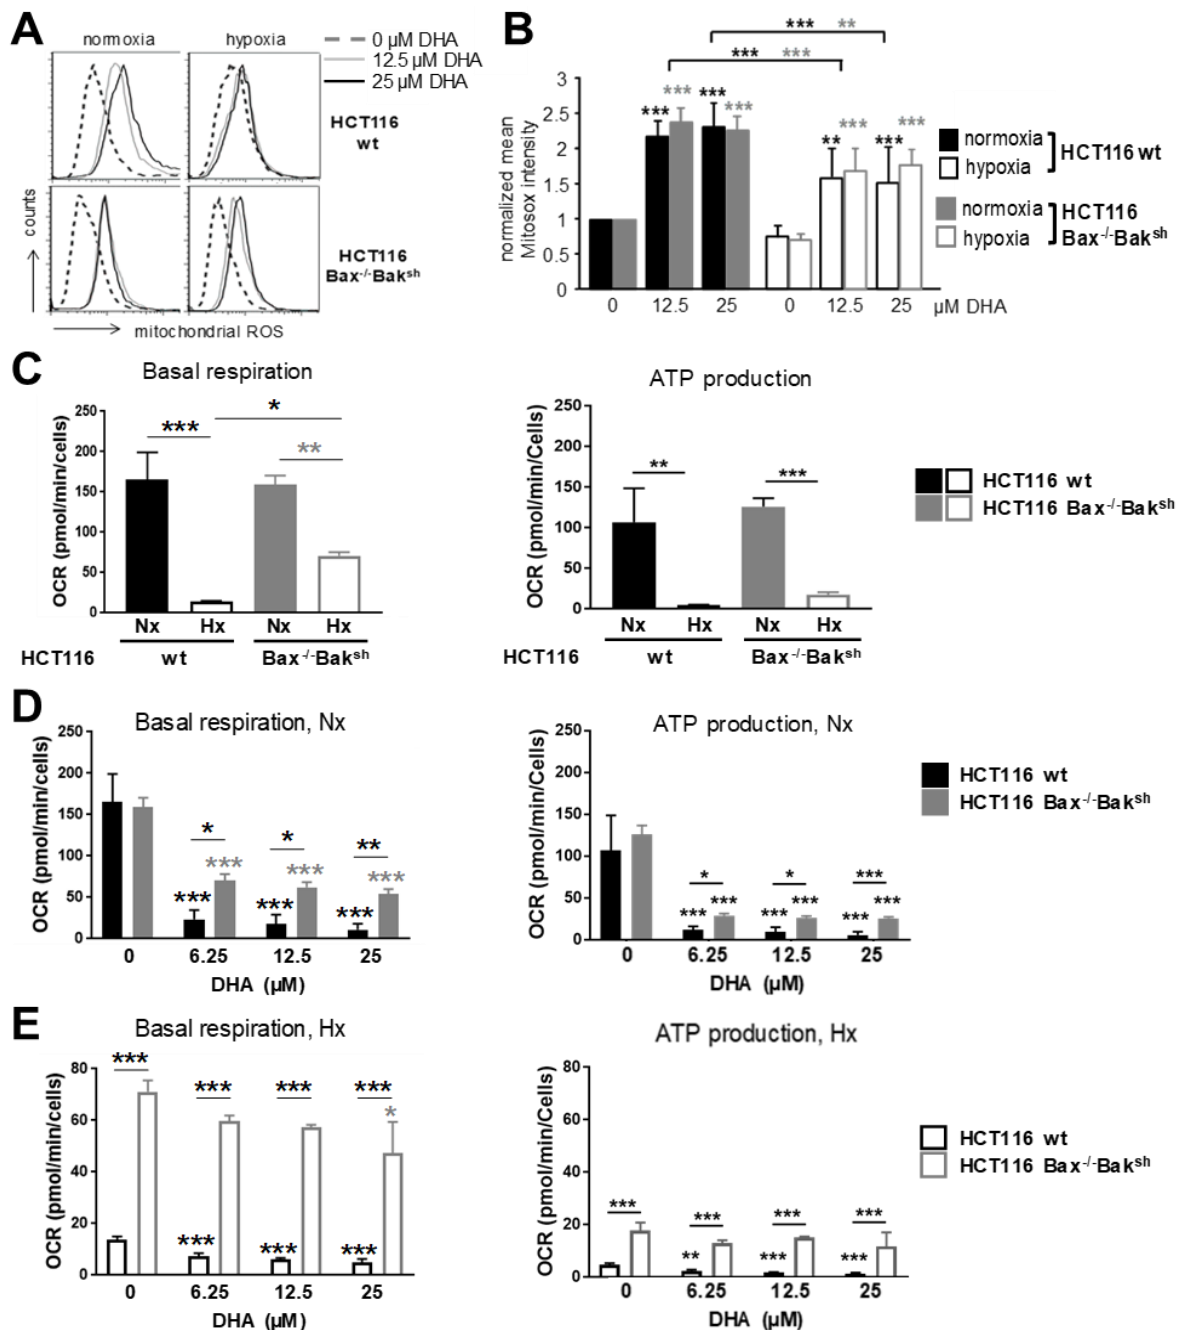 A
normoxia
hypoxia
0 µM DHA
12.5 µM DHA
25 µM DHA
HCT116
wt
HCT116
Bax-/-Baksh
counts
mitochondrial ROS
B
*** **
*** ***
normalized mean
Mitosox intensity
3
2.5
2
1.5
1
0.5
0
*** *** *** ***
** *** *** ***
0 12.5 25 0 12.5 25 µM DHA
normoxia
hypoxia
HCT116 wt
normoxia
hypoxia
HCT116
Bax-/-Baksh
C
Basal respiration
OCR (pmol/min/cells)
250
200
150
100
50
0
*
***
**
Nx Hx Nx Hx
HCT116 wt Bax-/-Baksh
ATP production
OCR (pmol/min/Cells)
250
200
150
100
50
0
**
***
Nx Hx Nx Hx
HCT116 wt Bax-/-Baksh
HCT116 wt
HCT116 Bax-/-Baksh
D
Basal respiration, Nx
OCR (pmol/min/cells)
250
200
150
100
50
0
* * **
*** *** ***
*** *** ***
0 6.25 12.5 25
DHA (µM)
ATP production, Nx
OCR (pmol/min/Cells)
250
200
150
100
50
0
* * ***
*** *** ***
*** *** ***
0 6.25 12.5 25
DHA (µM)
HCT116 wt
HCT116 Bax-/-Baksh
E
Basal respiration, Hx
OCR (pmol/min/cells)
80
60
40
20
0
*** *** *** ***
*
*** *** ***
0 6.25 12.5 25
DHA (µM)
ATP production, Hx
OCR (pmol/min/Cells)
80
60
40
20
0
*** *** *** ***
** *** ***
0 6.25 12.5 25
DHA (µM)
HCT116 wt
HCT116 Bax-/-Baksh